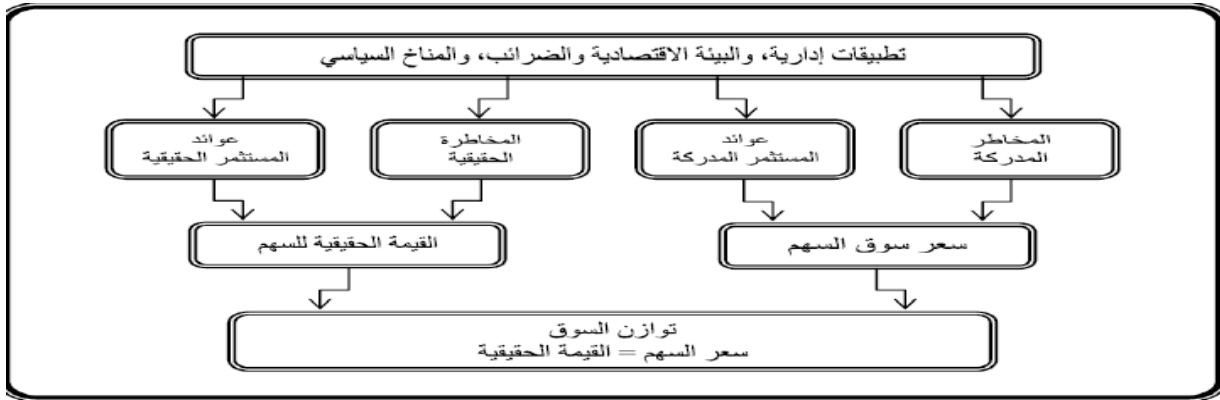 تطبيقات إدارية، والبيئة الاقتصادية والضرائب، والمناخ السياسي
المخاطر
المدركة
عوائد
المستثمر المدركة
المخاطرة
الحقيقية
عوائد
المستثمر الحقيقية
سعر سوق السهم
القيمة الحقيقية للسهم
توازن السوق
سعر السهم = القيمة الحقيقية